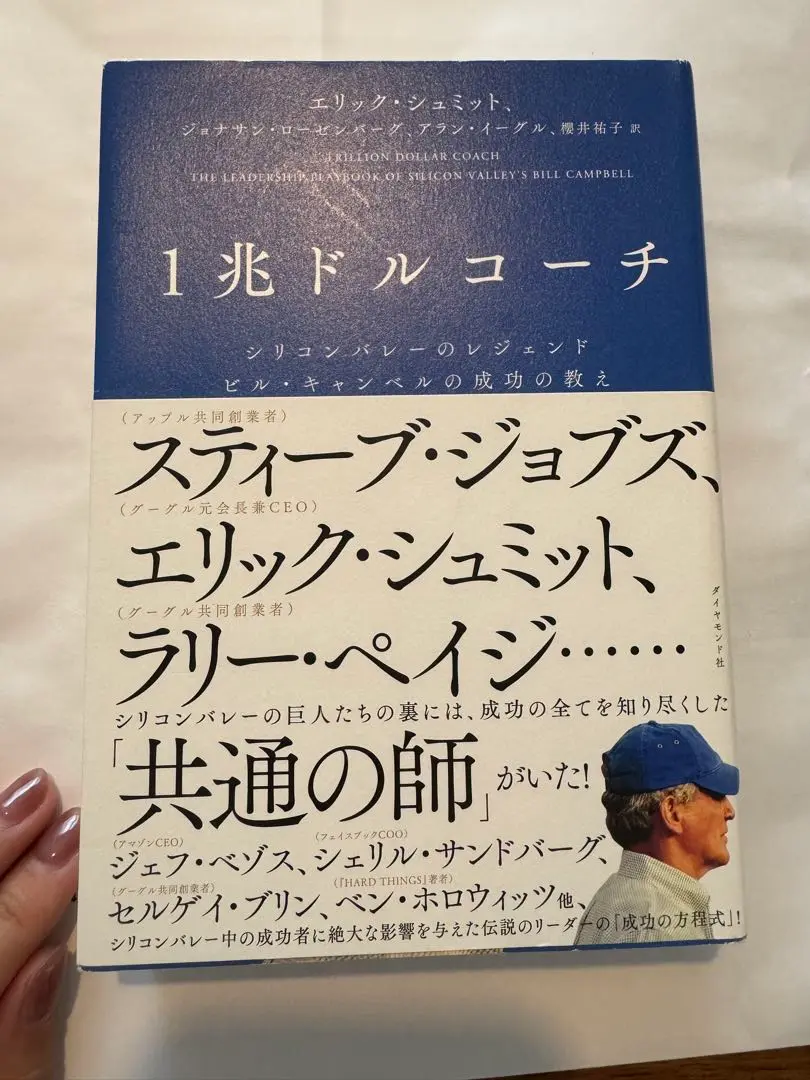 エリック・シュミット、
ジョナサン・ローゼンバーグ、アラン・イーグル、櫻井祐子 訳
TRILLION DOLLAR COACH
THE LEADERSHIP PLAYBOOK OF SILICON VALLEY'S BILL CAMPBELL
1兆ドルコーチ
シリコンバレーのレジェンド
ビル・キャンベルの成功の教え
(アップル共同創業者)
スティーブ・ジョブズ、
(グーグル元会長兼CEO)
エリック・シュミット、
(グーグル共同創業者)
ラリー・ペイジ……
ダイヤモンド社
シリコンバレーの巨人たちの裏には、成功の全てを知り尽くした
「共通の師」がいた!
(アマゾンCEO) (フェイスブックCOO)
ジェフ・ベゾス、シェリル・サンドバーグ、
(グーグル共同創業者) (『HARD THINGS』著者)
セルゲイ・ブリン、ベン・ホロウィッツ他、
シリコンバレー中の成功者に絶大な影響を与えた伝説のリーダーの「成功の方程式」!